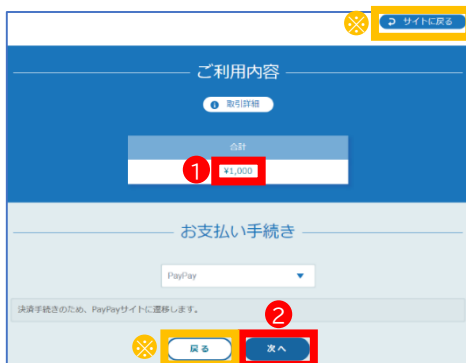 ※ サイトに戻る
ご利用内容
取引詳細
合計
1 ¥1,000
お支払い手続き
PayPay
決済手続きのため、PayPayサイトに遷移します。
2
※ 戻る 次へ